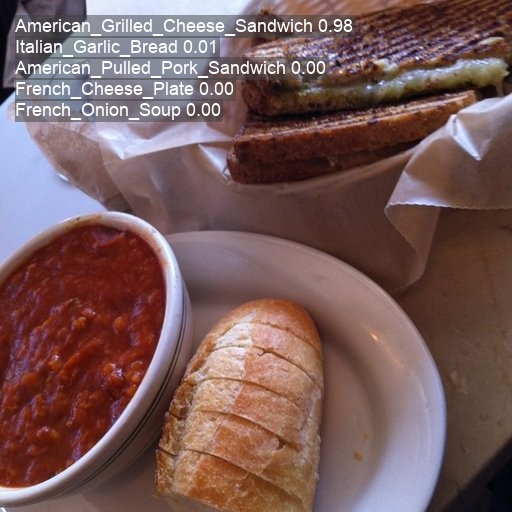 American_Grilled_Cheese_Sandwich 0.98
Italian_Garlic_Bread 0.01
American_Pulled_Pork_Sandwich 0.00
French_Cheese_Plate 0.00
French_Onion_Soup 0.00